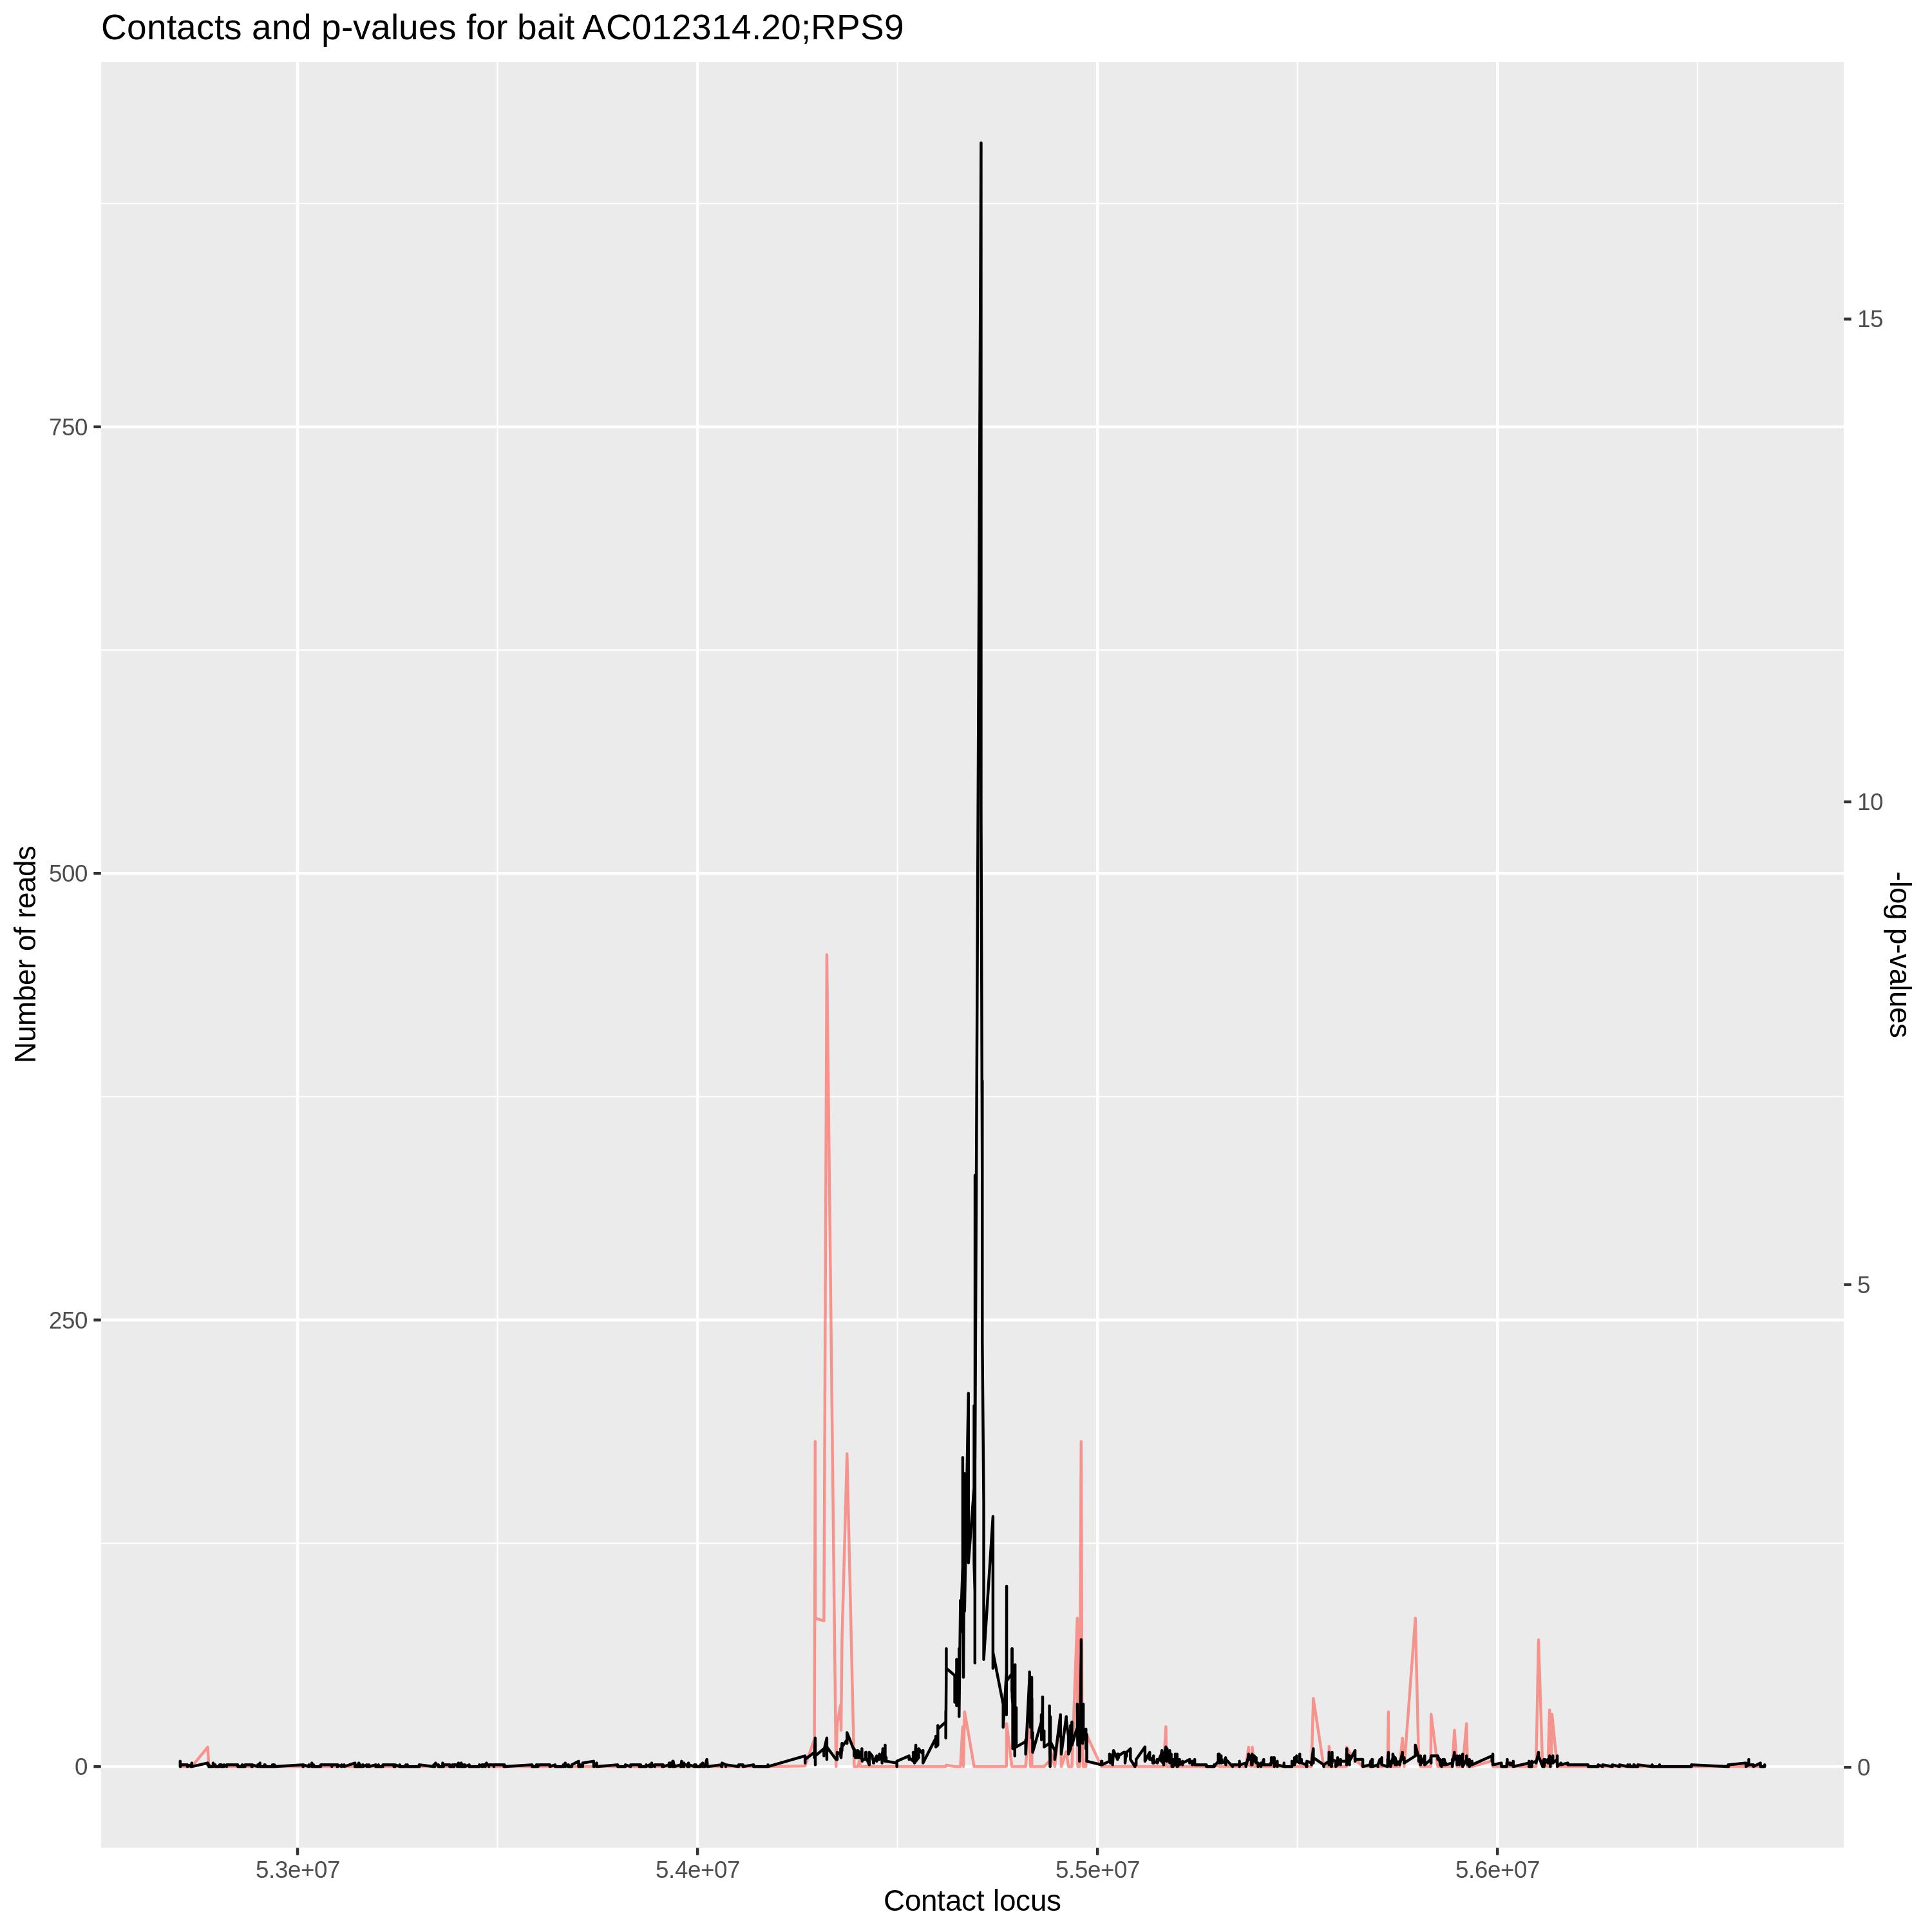 Contacts and p-values for bait AC012314.20;RPS9
Number of reads
750
500
250
0
15
10
5
0
-log p-values
5.3e+07
5.4e+07
5.5e+07
5.6e+07
Contact locus